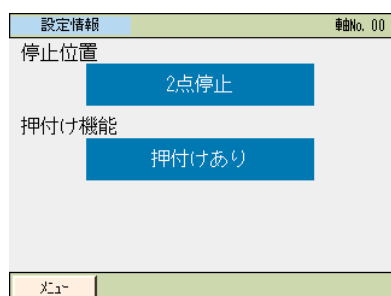 設定情報 軸No. 00
停止位置
2点停止
押付け機能
押付けあり
ﾒﾆｭｰ